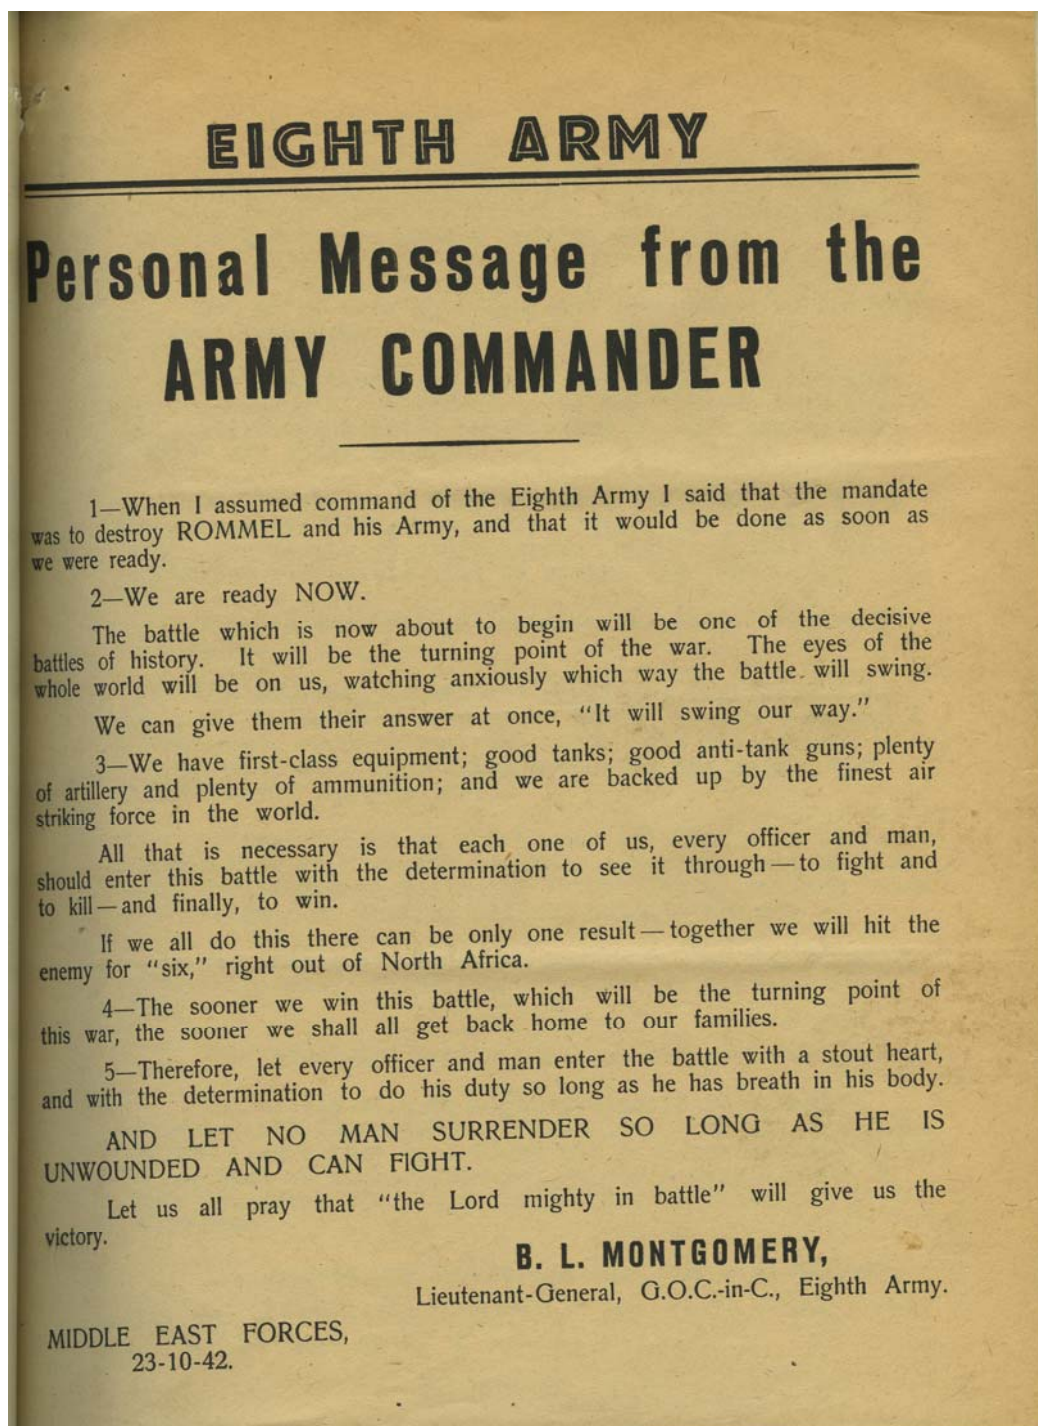 EIGHTH ARMY
Personal Message from the
ARMY COMMANDER
1—When I assumed command of the Eighth Army I said that the mandate
was to destroy ROMMEL and his Army, and that it would be done as soon as
we were ready.
2—We are ready NOW.
The battle which is now about to begin will be one of the decisive
battles of history. It will be the turning point of the war. The eyes of the
whole world will be on us, watching anxiously which way the battle will swing.
We can give them their answer at once, "It will swing our way."
3—We have first-class equipment; good tanks; good anti-tank guns; plenty
of artillery and plenty of ammunition; and we are backed up by the finest air
striking force in the world.
All that is necessary is that each one of us, every officer and man,
should enter this battle with the determination to see it through—to fight and
to kill—and finally, to win.
If we all do this there can be only one result—together we will hit the
enemy for "six," right out of North Africa.
4—The sooner we win this battle, which will be the turning point of
this war, the sooner we shall all get back home to our families.
5—Therefore, let every officer and man enter the battle with a stout heart,
and with the determination to do his duty so long as he has breath in his body.
AND LET NO MAN SURRENDER SO LONG AS HE IS
UNWOUNDED AND CAN FIGHT.
Let us all pray that "the Lord mighty in battle" will give us the
victory.
B. L. MONTGOMERY,
Lieutenant-General, G.O.C.-in-C., Eighth Army.
MIDDLE EAST FORCES,
23-10-42.